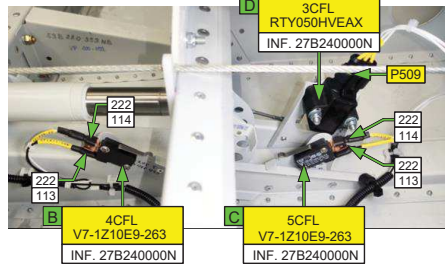 D
3CFL
RTY050HVEAX
INF. 27B240000N
P509
222
114
222
114
222
113
222
113
B
4CFL
V7-1Z10E9-263
INF. 27B240000N
C
5CFL
V7-1Z10E9-263
INF. 27B240000N